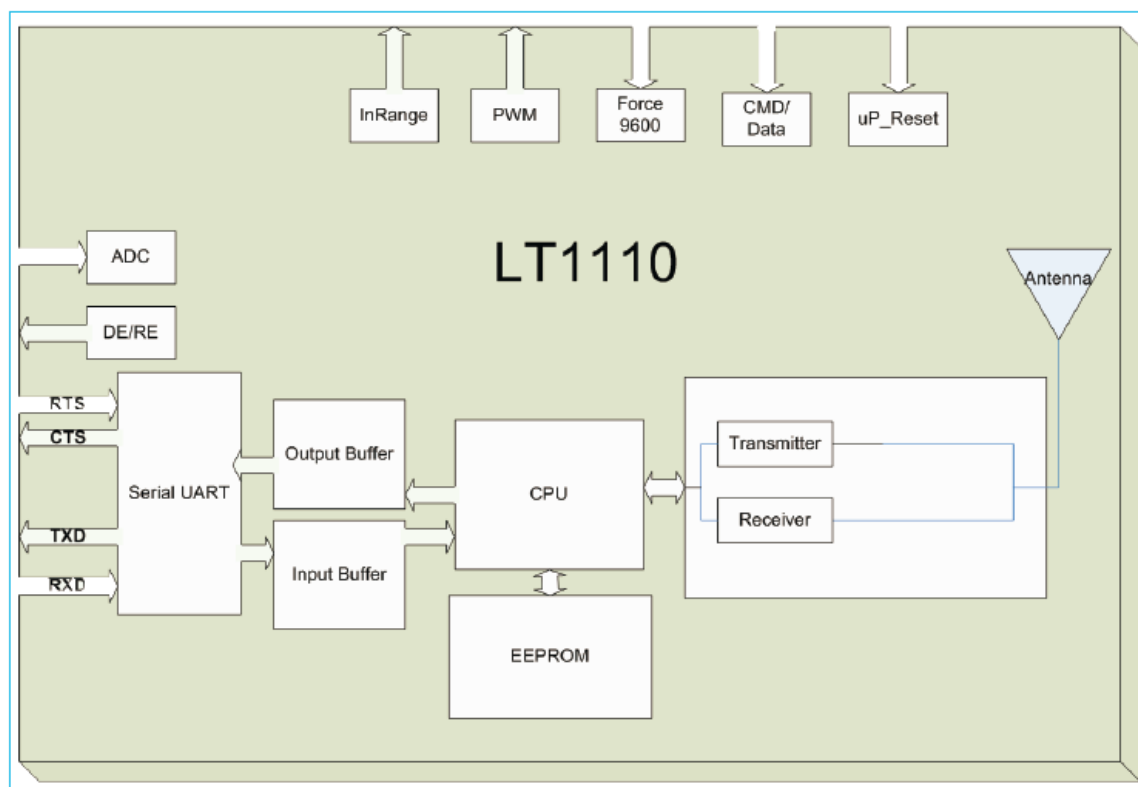 InRange
PWM
Force
9600
CMD/
Data
uP_Reset
ADC
LT1110
Antenna
DE/RE
RTS
CTS
Output Buffer
Transmitter
Serial UART
CPU
Receiver
TXD
Input Buffer
RXD
EEPROM